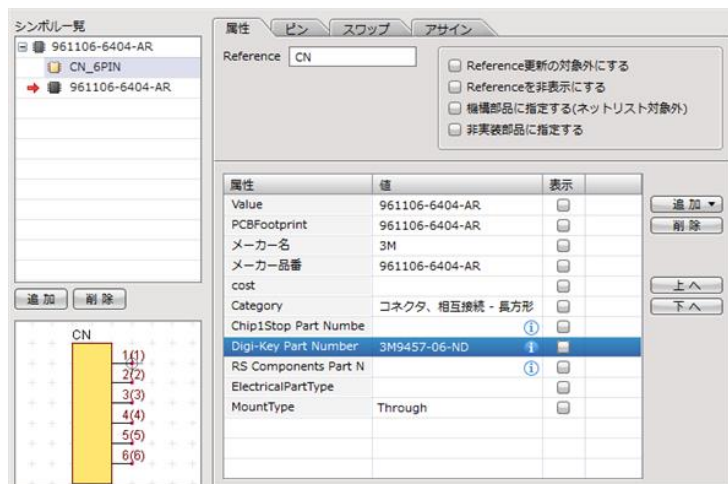 シンボル一覧
961106-6404-AR
CN_6PIN
961106-6404-AR
追加 削除
CN
1(1)
2(2)
3(3)
4(4)
5(5)
6(6)
属性 ピン スワップ アサイン
Reference CN
Reference更新の対象外にする
Referenceを非表示にする
機構部品に指定する(ネットリスト対象外)
非実装部品に指定する
属性 値 表示
Value 961106-6404-AR
PCBFootprint 961106-6404-AR
メーカー名 3M
メーカー品番 961106-6404-AR
cost
Category コネクタ、相互接続 - 長方形
Chip1Stop Part Numbe
Digi-Key Part Number 3M9457-06-ND
RS Components Part N
ElectricalPartType
MountType Through
追加
削除
上へ
下へ